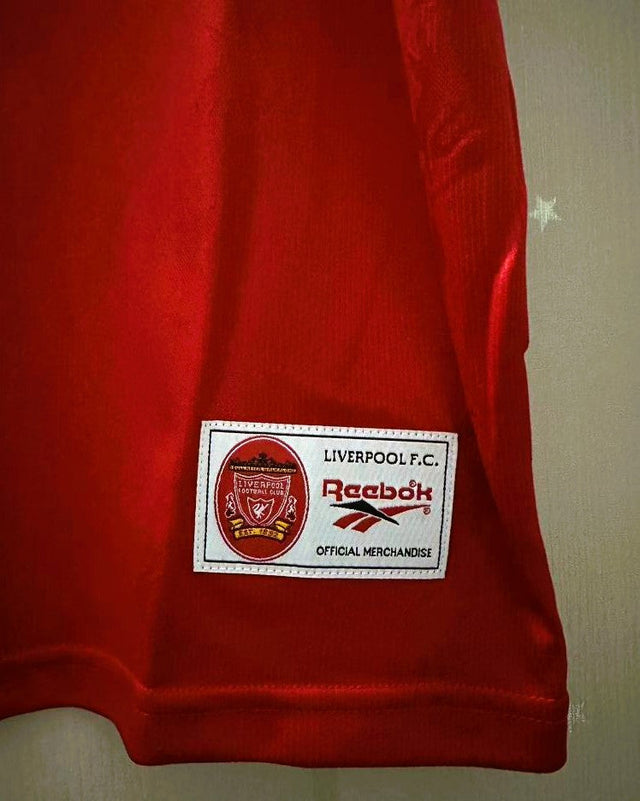 LIVERPOOL
FOOTBALL CLUB
EST. 1892
LIVERPOOL F.C.
Reebok
OFFICIAL MERCHANDISE